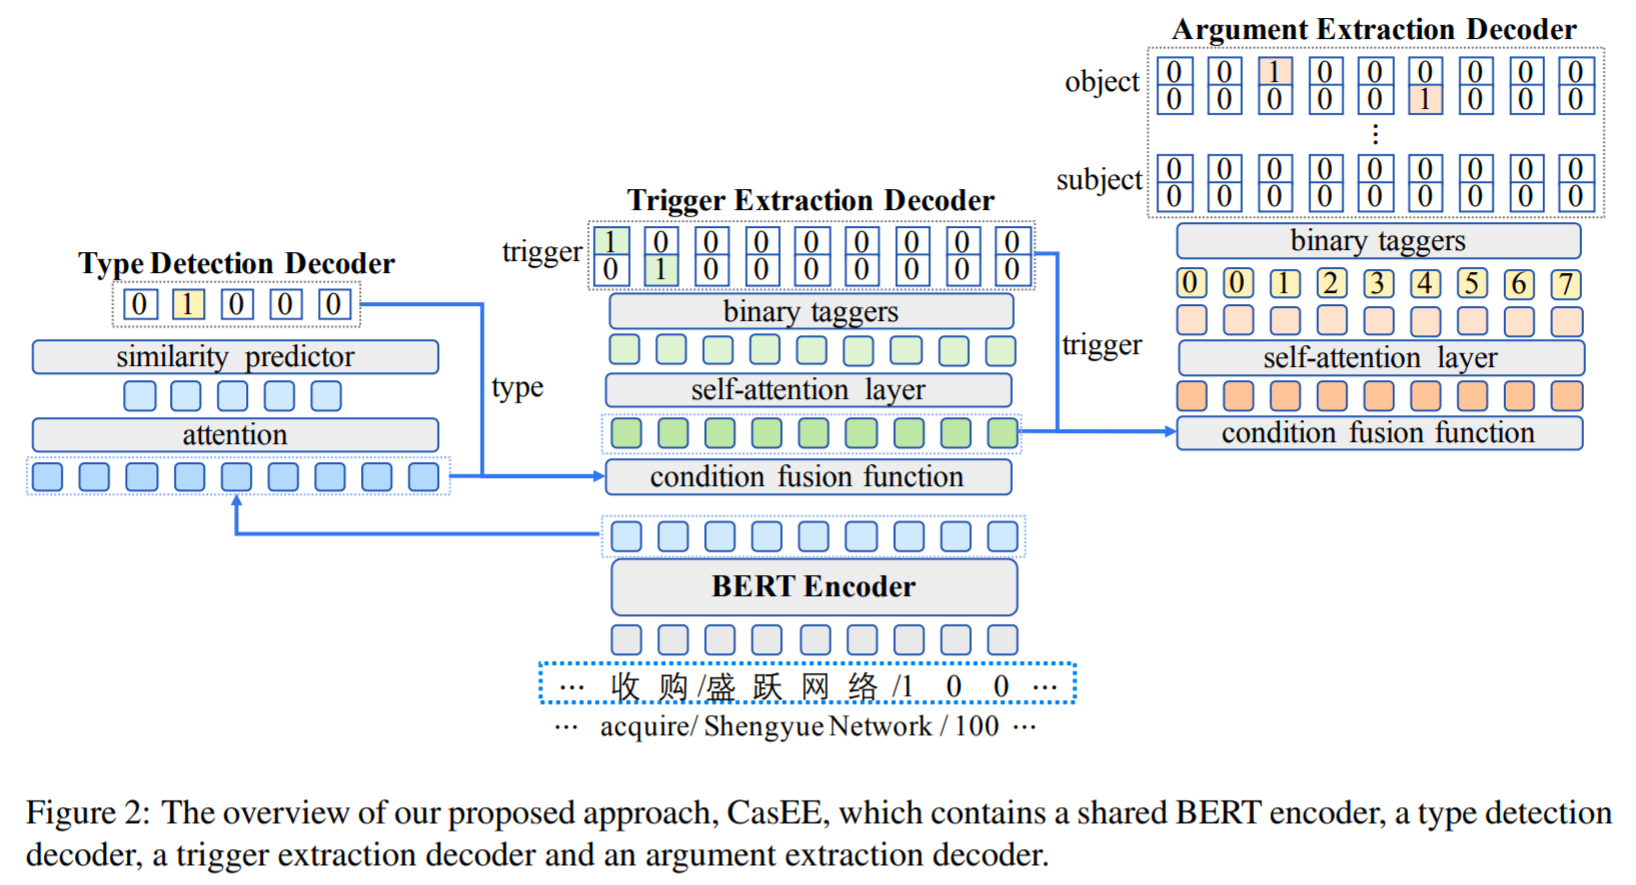 Argument Extraction Decoder
object 0 0 1 0 0 0 0 0 0
0 0 0 0 0 1 0 0 0
⋮
subject 0 0 0 0 0 0 0 0 0
0 0 0 0 0 0 0 0 0
binary taggers
0 0 1 2 3 4 5 6 7
self-attention layer
condition fusion function
Trigger Extraction Decoder
trigger 1 0 0 0 0 0 0 0 0
0 1 0 0 0 0 0 0 0
binary taggers
self-attention layer
condition fusion function
trigger
Type Detection Decoder
0 1 0 0 0
similarity predictor
attention
type
BERT Encoder
··· 收 购 /盛 跃 网 络 /1 0 0 ···
··· acquire/ Shengyue Network / 100 ···
Figure 2: The overview of our proposed approach, CasEE, which contains a shared BERT encoder, a type detection
decoder, a trigger extraction decoder and an argument extraction decoder.